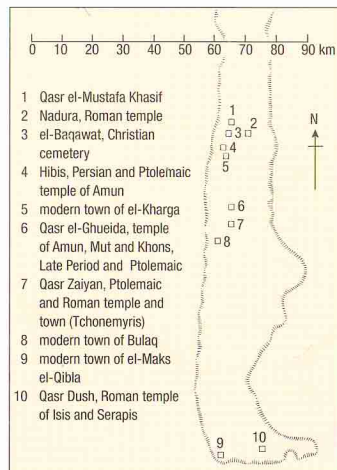 0 10 20 30 40 50 60 70 80 90 km
1 Qasr el-Mustafa Khasif
2 Nadura, Roman temple
3 el-Baqawat, Christian
cemetery
4 Hibis, Persian and Ptolemaic
temple of Amun
5 modern town of el-Kharga
6 Qasr el-Ghueida, temple
of Amun, Mut and Khons,
Late Period and Ptolemaic
7 Qasr Zaiyan, Ptolemaic
and Roman temple and
town (Tchonemyris)
8 modern town of Bulaq
9 modern town of el-Maks
el-Qibla
10 Qasr Dush, Roman temple
of Isis and Serapis
1
2
3
N
4
5
6
7
8
9
10